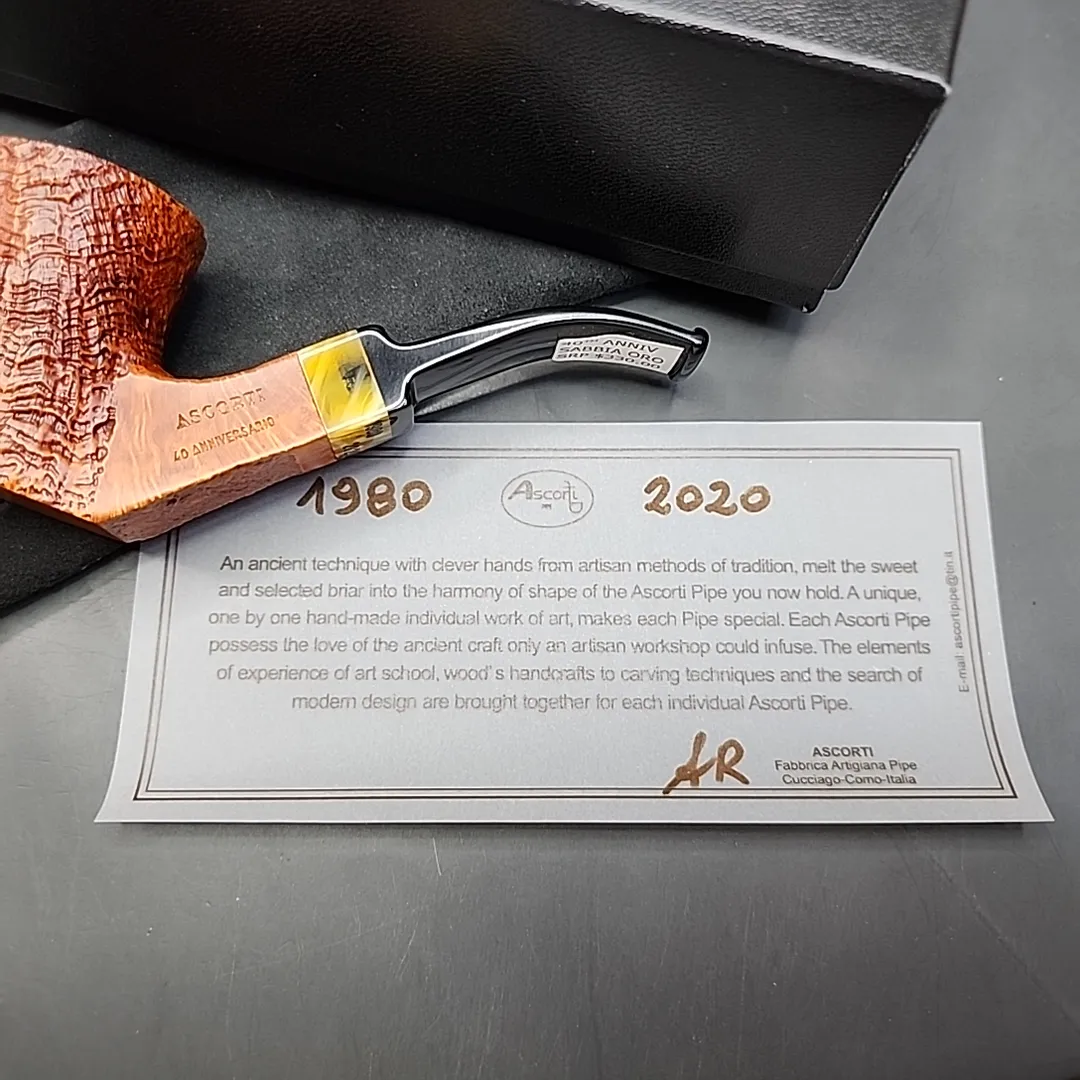 40TH ANNIV
SABBIA ORO
SRP $330.00
ASCORTI
40 ANNIVERSARIO
1980
Ascorti
2020
An ancient technique with clever hands from artisan methods of tradition, melt the sweet
and selected briar into the harmony of shape of the Ascorti Pipe you now hold. A unique,
one by one hand-made individual work of art, makes each Pipe special. Each Ascorti Pipe
possess the love of the ancient craft only an artisan workshop could infuse. The elements
of experience of art school, wood's handcrafts to carving techniques and the search of
modern design are brought together for each individual Ascorti Pipe.
E-mail: ascortipipe@tin.it
AR
ASCORTI
Fabbrica Artigiana Pipe
Cucciago-Como-Italia